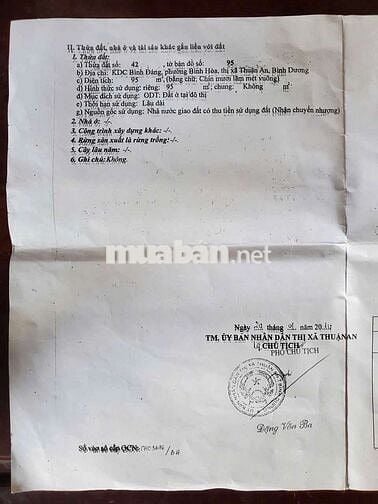 II. Thửa đất, nhà ở và tài sản khác gắn liền với đất
1. Thửa đất:
a) Thửa đất số: 42 , tờ bản đồ số: 95
b) Địa chỉ: KDC Bình Đáng, phường Bình Hòa, thị xã Thuận An, Bình Dương
c) Diện tích: 95 m², (bằng chữ: Chín mươi lăm mét vuông)
d) Hình thức sử dụng: riêng: 95 m²; chung: Không m²
đ) Mục đích sử dụng: ODT. Đất ở tại đô thị
e) Thời hạn sử dụng: Lâu dài
g) Nguồn gốc sử dụng: Nhà nước giao đất có thu tiền sử dụng đất (Nhận chuyển nhượng)
2. Nhà ở: -/-
3. Công trình xây dựng khác: -/-
4. Rừng sản xuất là rừng trồng: -/-
5. Cây lâu năm: -/-
6. Ghi chú: Không.
muaban.net
Ngày tháng năm
TM. ỦY BAN NHÂN DÂN THỊ XÃ THUẬN AN
CHỦ TỊCH
PHÓ CHỦ TỊCH
Đặng Văn Ba
Số vào sổ cấp GCN: